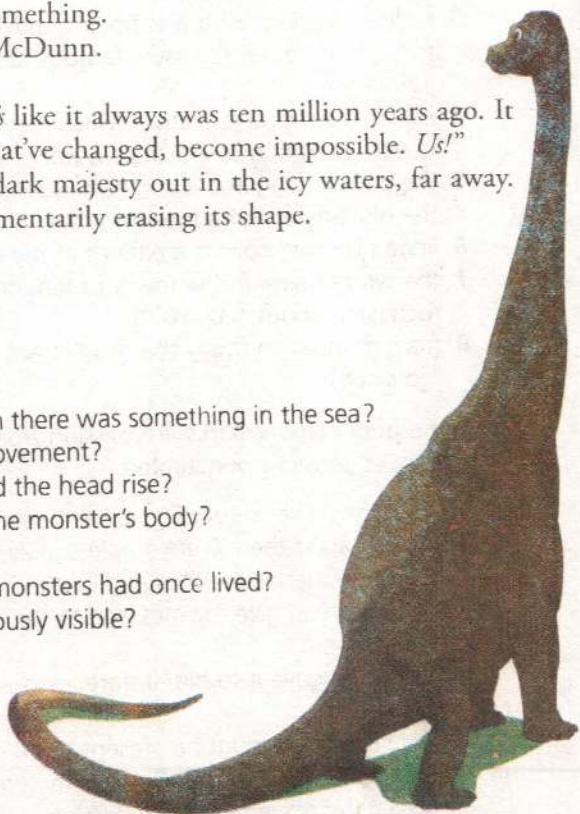 mething.
McDunn.
s like it always was ten million years ago. It
at've changed, become impossible. Us!"
dark majesty out in the icy waters, far away.
mentarily erasing its shape.
n there was something in the sea?
ovement?
d the head rise?
ne monster's body?
monsters had once lived?
ously visible?